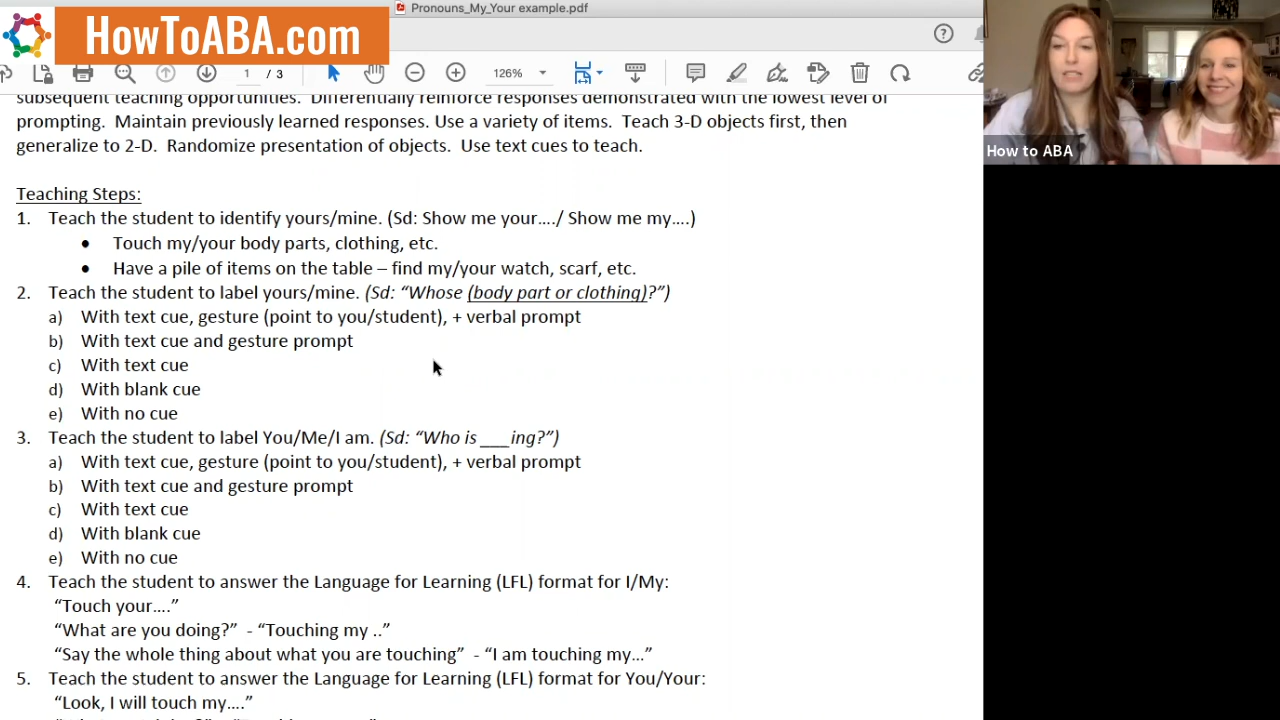 Pronouns_My_Your example.pdf
HowToABA.com
1 / 3
126%
How to ABA
subsequent teaching opportunities. Differentially reinforce responses demonstrated with the lowest level of
prompting. Maintain previously learned responses. Use a variety of items. Teach 3-D objects first, then
generalize to 2-D. Randomize presentation of objects. Use text cues to teach.
Teaching Steps:
1. Teach the student to identify yours/mine. (Sd: Show me your…./ Show me my….)
• Touch my/your body parts, clothing, etc.
• Have a pile of items on the table – find my/your watch, scarf, etc.
2. Teach the student to label yours/mine. (Sd: “Whose (body part or clothing)?”)
a) With text cue, gesture (point to you/student), + verbal prompt
b) With text cue and gesture prompt
c) With text cue
d) With blank cue
e) With no cue
3. Teach the student to label You/Me/I am. (Sd: “Who is ___ing?”)
a) With text cue, gesture (point to you/student), + verbal prompt
b) With text cue and gesture prompt
c) With text cue
d) With blank cue
e) With no cue
4. Teach the student to answer the Language for Learning (LFL) format for I/My:
“Touch your….”
“What are you doing?” - “Touching my ..”
“Say the whole thing about what you are touching” - “I am touching my…”
5. Teach the student to answer the Language for Learning (LFL) format for You/Your:
“Look, I will touch my….”